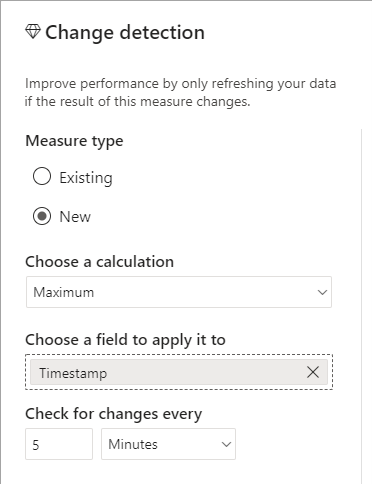 Change detection
Improve performance by only refreshing your data
if the result of this measure changes.
Measure type
Existing
New
Choose a calculation
Maximum
Choose a field to apply it to
Timestamp
Check for changes every
5 Minutes